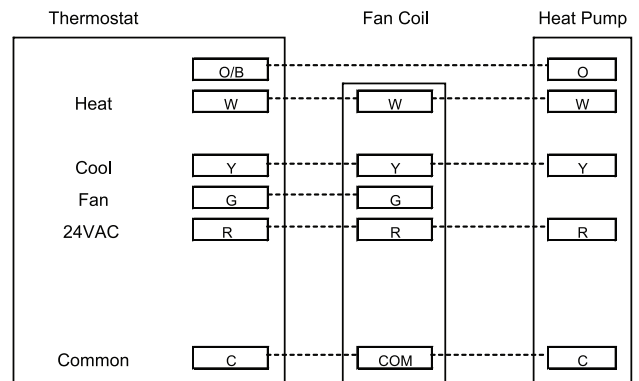 Thermostat Fan Coil Heat Pump
O/B O
Heat W W W
Cool Y Y Y
Fan G G
24VAC R R R
Common C COM C